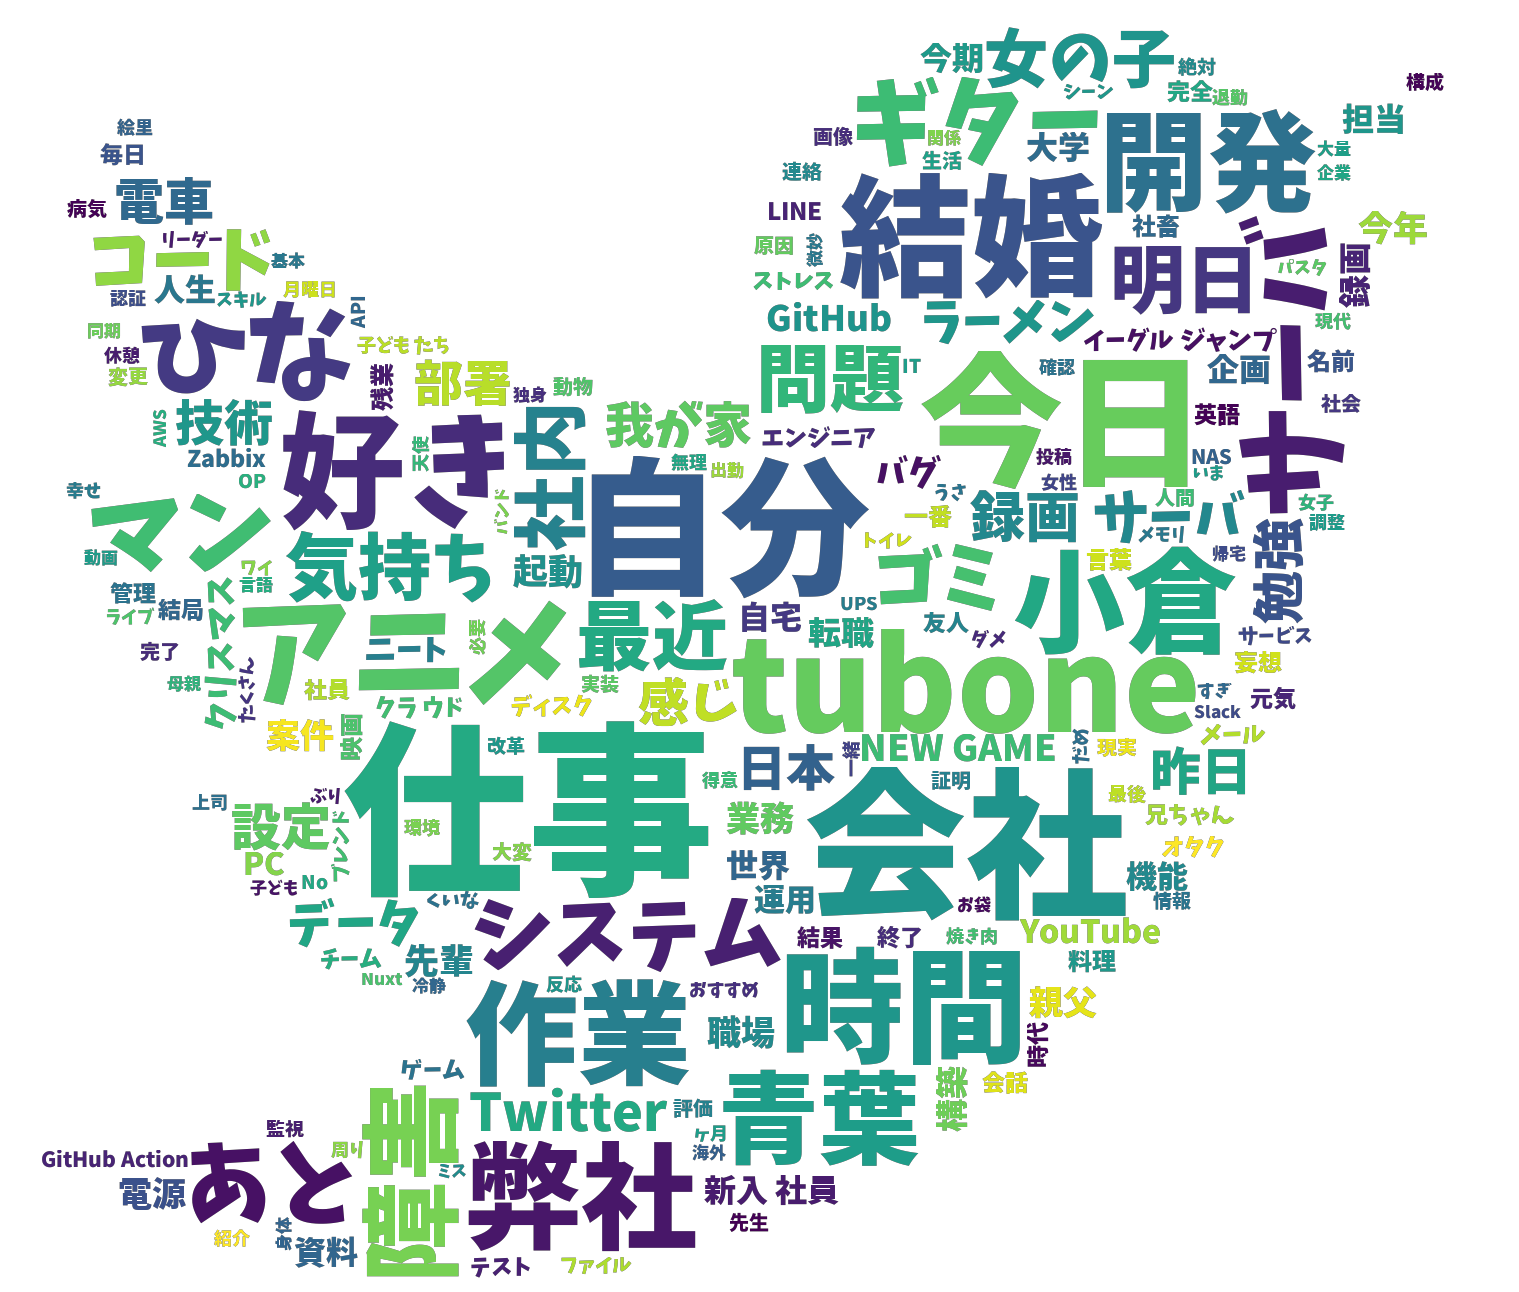 今期
女の子
絶対
構成
シーン
完全
退勤
ギター
担当
開発
画像
関係
大学
大量
絵里
毎日
生活
企業
連絡
結婚
電車
病気
LINE
社畜
今年
リーダー
コード
基本
原因
微妙
明日
サーバー
パスタ
録画
ストレス
人生
スキル
月曜日
認証
API
GitHub
ラーメン
現代
ひな
同期
子どもたち
イーグル ジャンプ
休憩
変更
残業
部署
独身
動物
問題
IT
今日
確認
企画
名前
技術
AWS
好き
社内
我が家
英語
社会
エンジニア
天使
Zabbix
OP
無理
出勤
バグ
投稿
NAS
いま
幸せ
マン
バンド
自分
うさ
女性
人間
女子
一番
録画
サーバ
メモリ
調整
動画
気持ち
起動
トイレ
ゴミ
言葉
帰宅
勉強
ワイ
言語
管理
結局
ライブ
クリスマス
アニメ
ニート
必要
最近
自宅
UPS
転職
友人
ダメ
小倉
サービス
完了
たくさん
妄想
母親
社員
実装
感じ
tubone
すぎ
元気
クラウド
ディスク
Slack
案件
映画
改革
仕事
日本
一緒
NEW GAME
だめ
現実
メール
昨日
得意
証明
会社
最後
上司
ぶり
設定
ブレンド
環境
業務
兄ちゃん
大変
PC
世界
オタク
子ども
No
機能
運用
情報
くいな
データ
システム
お袋
結果
終了
焼き肉
YouTube
チーム
先輩
料理
Nuxt
冷静
反応
おすすめ
時間
親父
作業
職場
時代
ゲーム
障害
Twitter
評価
青葉
構築
会話
監視
周り
ヶ月
海外
GitHub Action
あと
ミス
弊社
電源
新入 社員
先生
紹介
身体
資料
テスト
ファイル